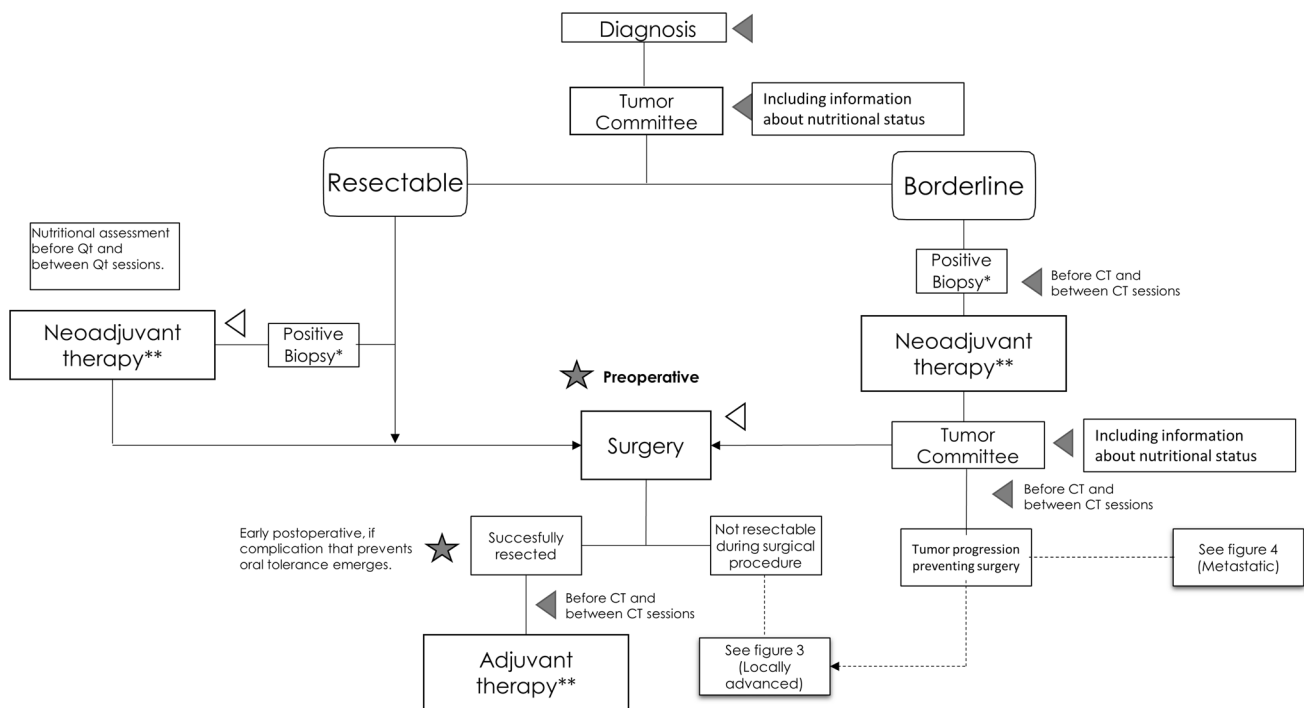 Diagnosis
Tumor
Committee
Including information
about nutritional status
Resectable
Borderline
Nutritional assessment
before Qt and
between Qt sessions.
Positive
Biopsy*
Before CT and
between CT sessions
Neoadjuvant
therapy**
Positive
Biopsy*
Neoadjuvant
therapy**
Preoperative
Surgery
Tumor
Committee
Including information
about nutritional status
Before CT and
between CT sessions
Early postoperative, if
complication that prevents
oral tolerance emerges.
Succesfully
resected
Not resectable
during surgical
procedure
Tumor progression
preventing surgery
See figure 4
(Metastatic)
Before CT and
between CT sessions
Adjuvant
therapy**
See figure 3
(Locally
advanced)